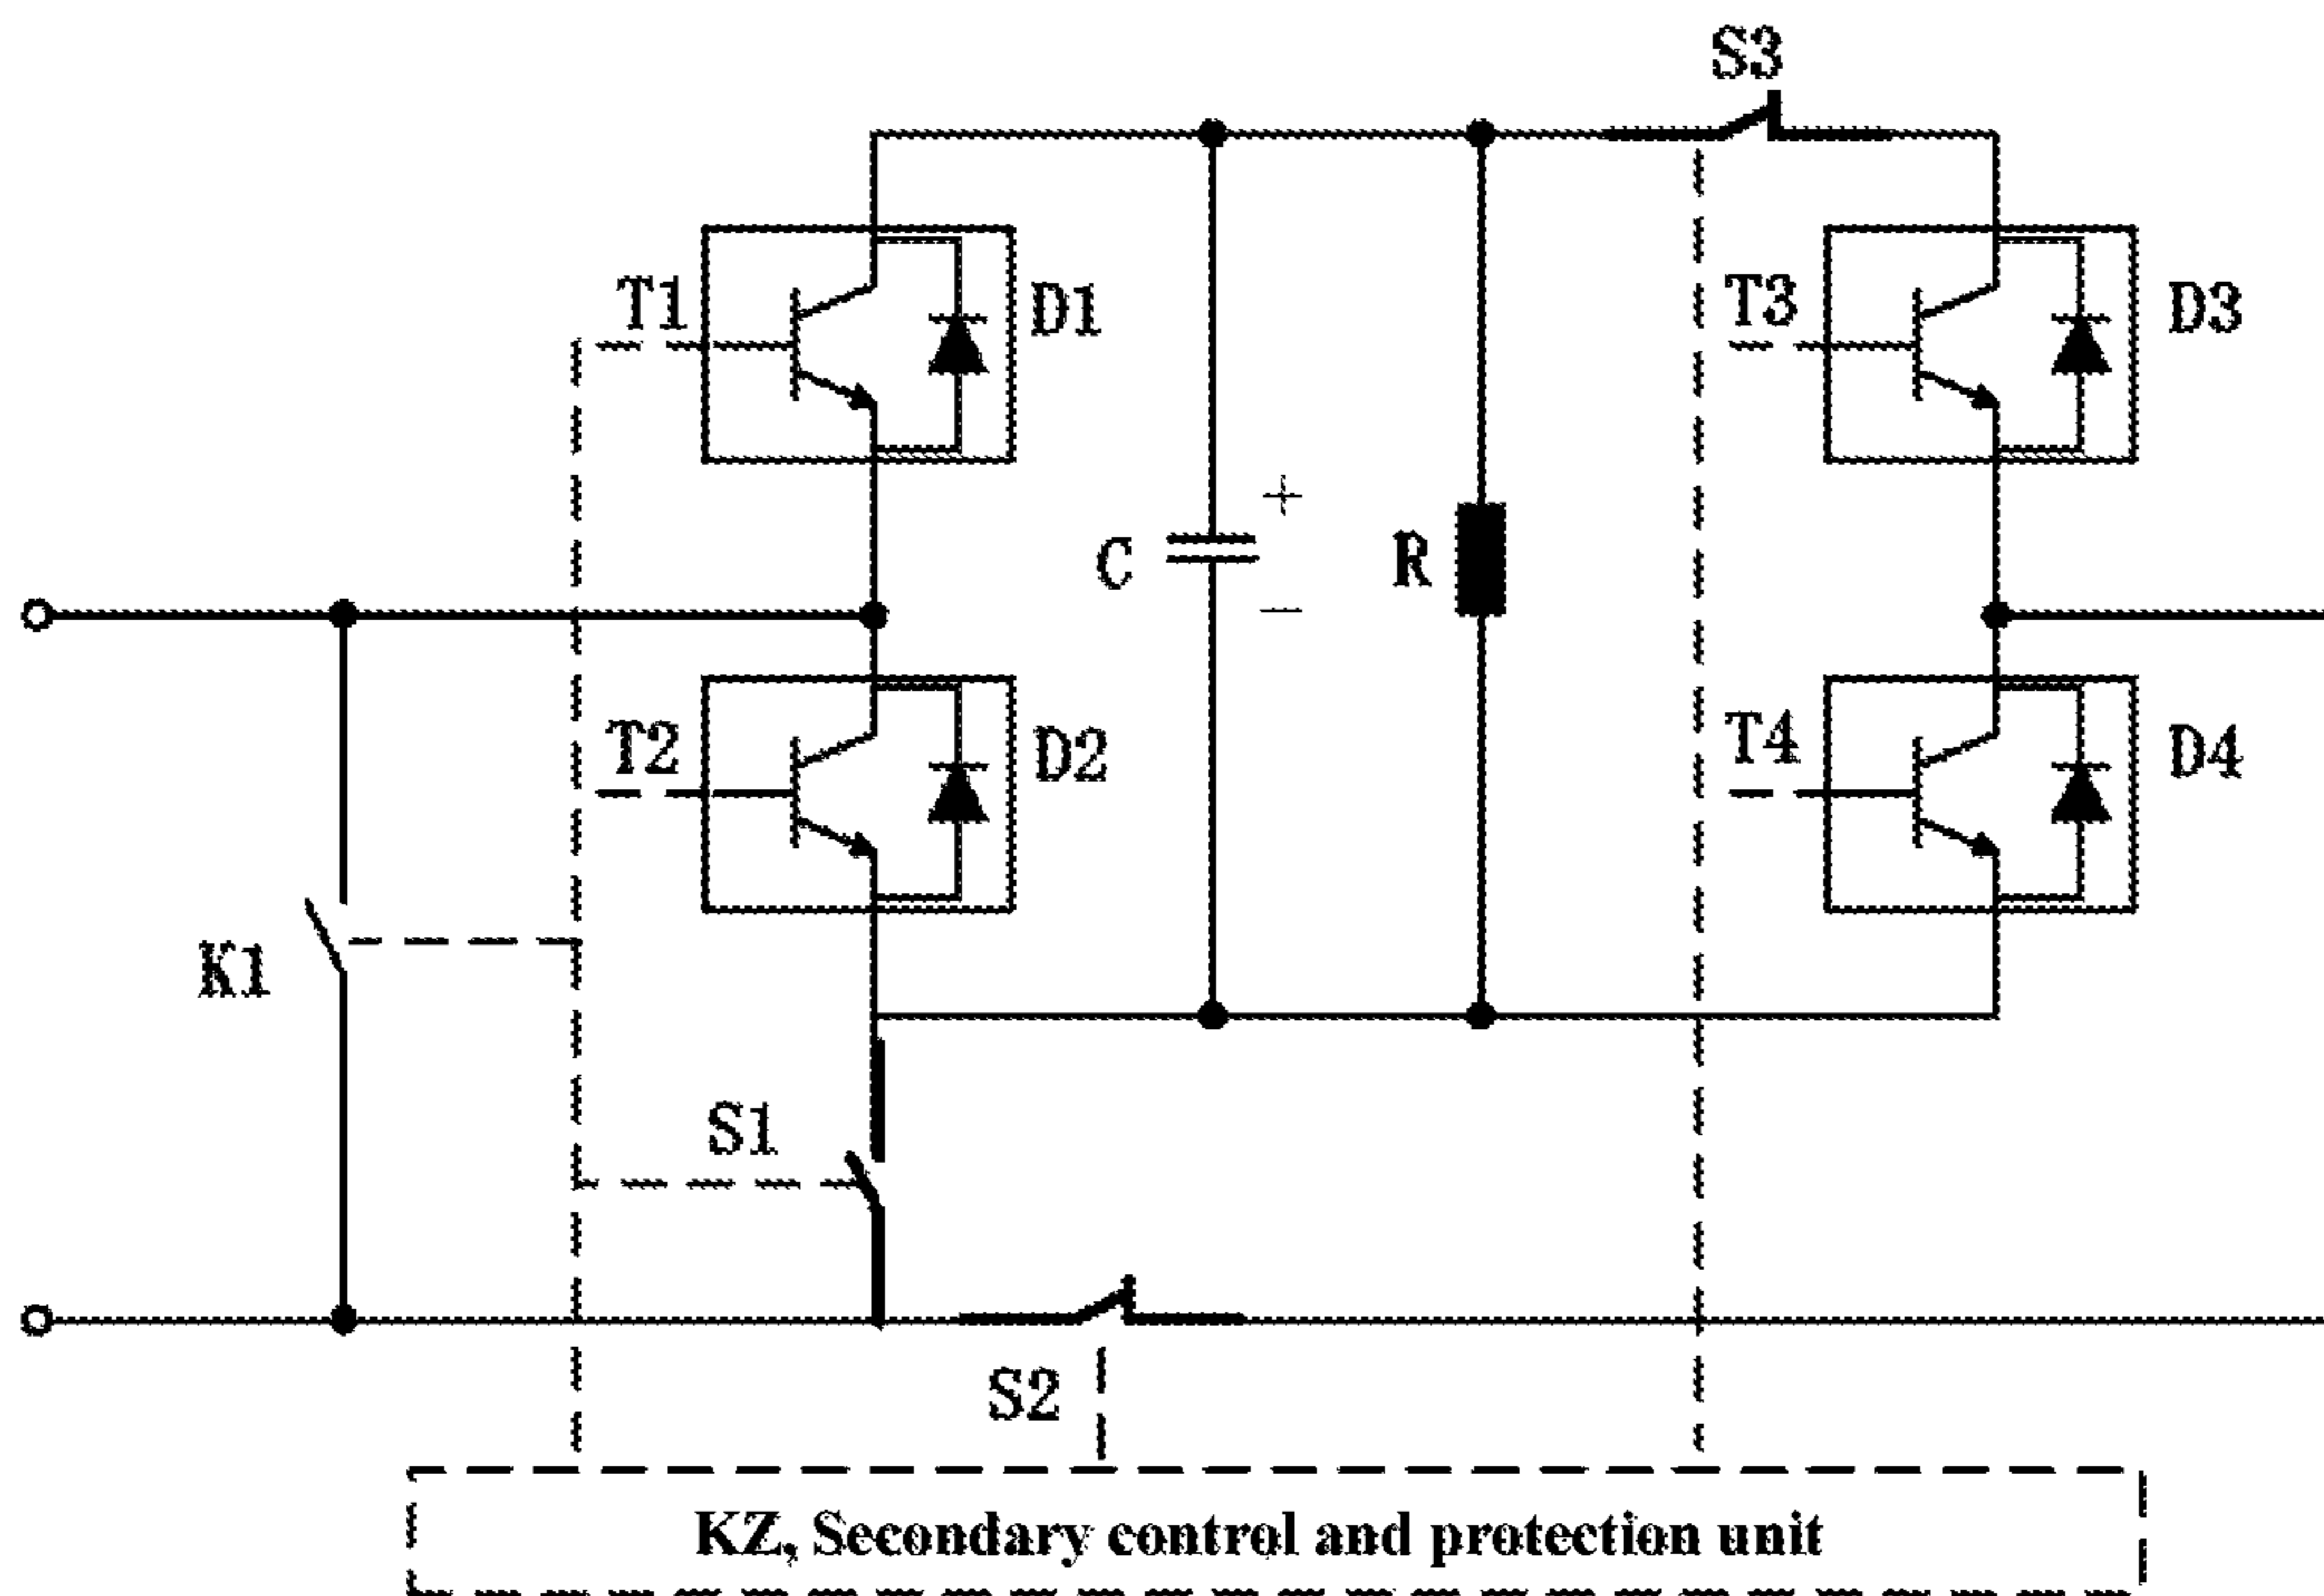 S3
T1
D1
T3
D3
+
C
R
−
T2
D2
T4
D4
K1
S1
S2
KZ, Secondary control and protection unit